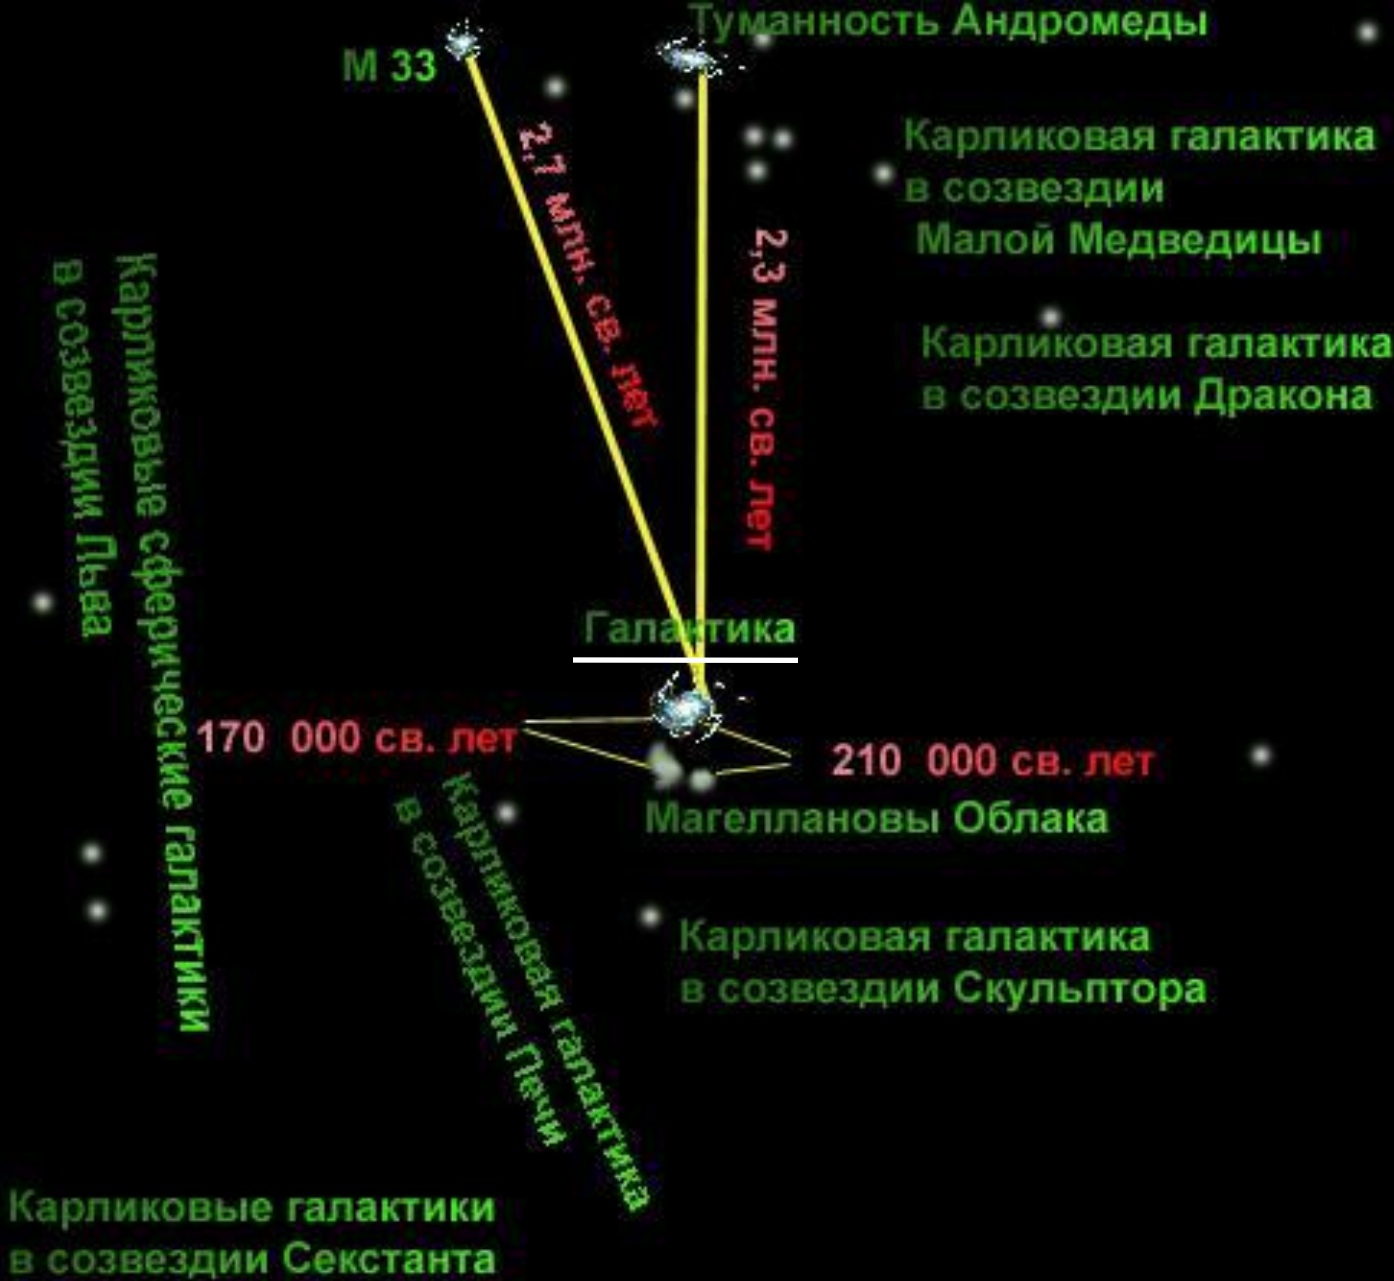 Туманность Андромеды
М 33
2,7 млн. св. лет
2,3 млн. св. лет
Карликовая галактика
в созвездии
Малой Медведицы
Карликовая галактика
в созвездии Дракона
Карликовые сферические галактики
в созвездии Льва
Галактика
170 000 св. лет
210 000 св. лет
Магеллановы Облака
Карликовая галактика
в созвездии Печи
Карликовая галактика
в созвездии Скульптора
Карликовые галактики
в созвездии Секстанта